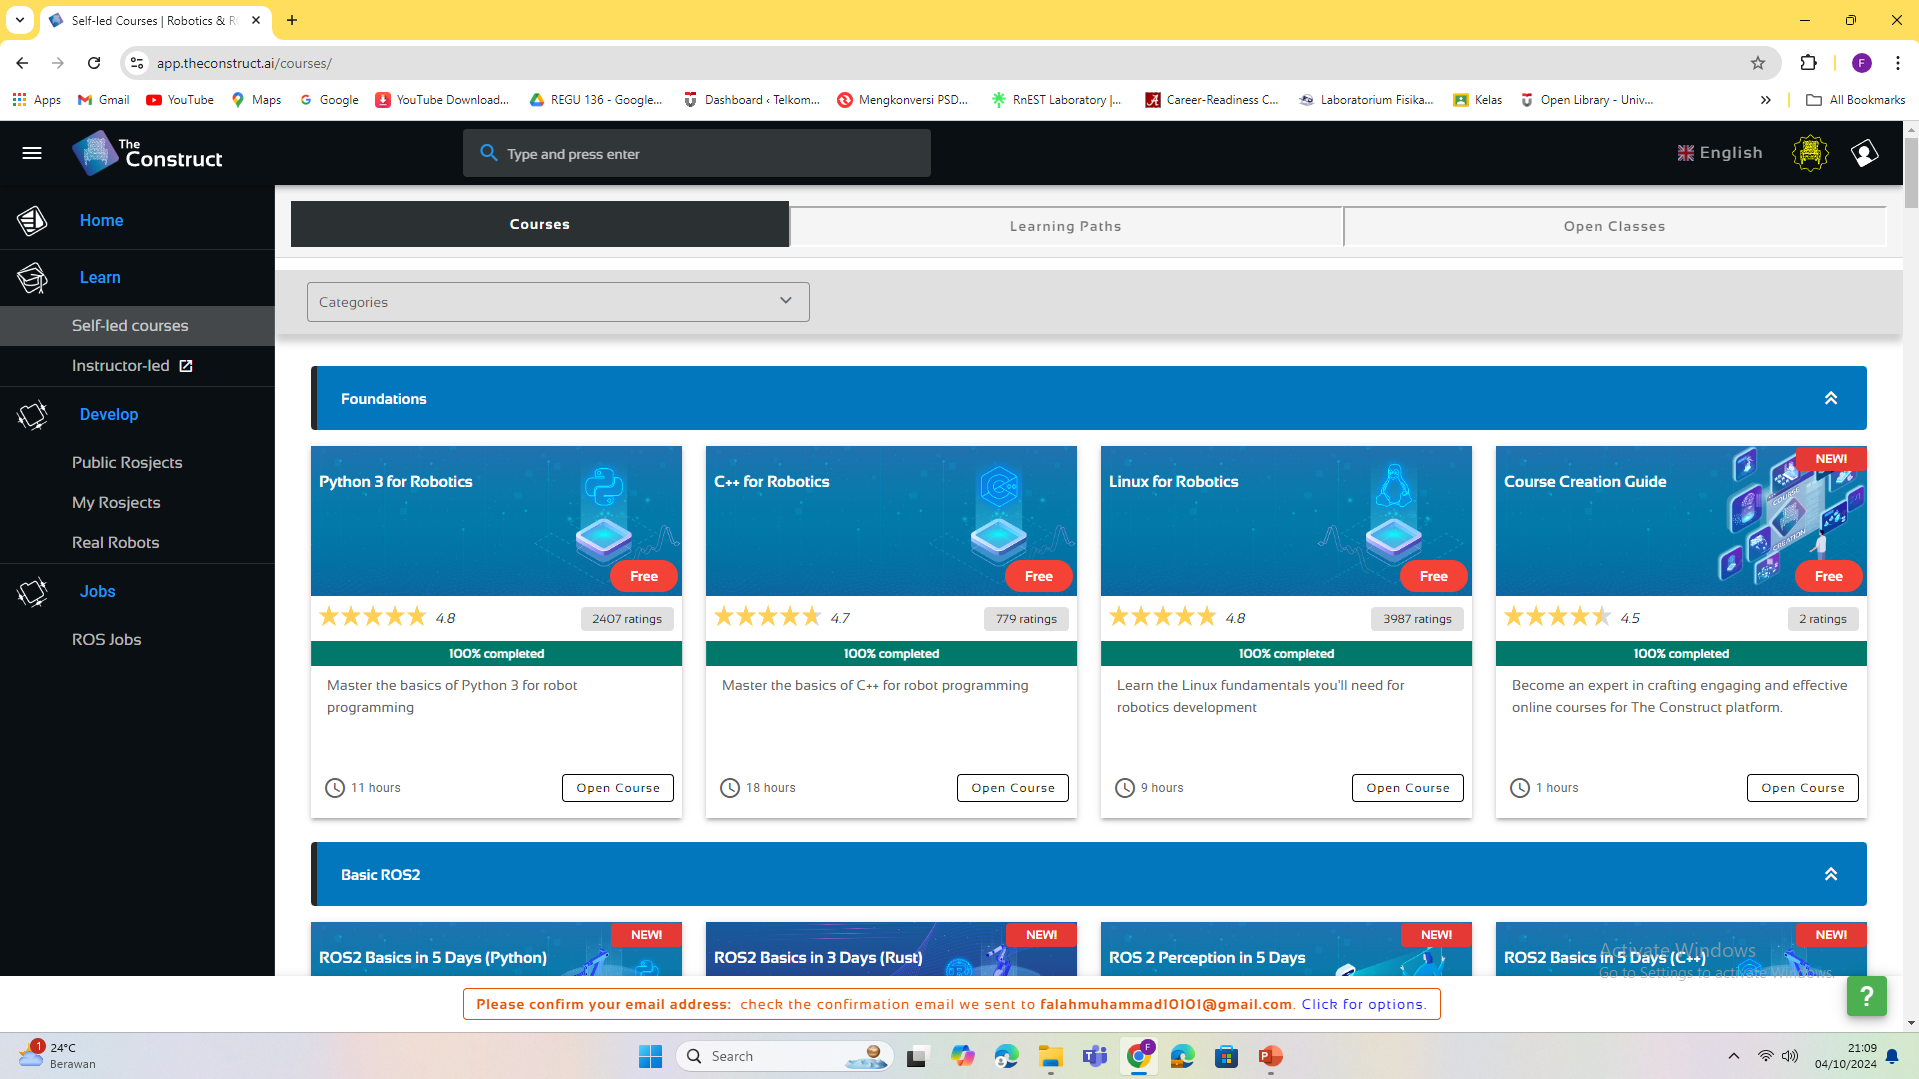 Self-led Courses | Robotics & R
app.theconstruct.ai/courses/
Apps
Gmail
YouTube
Maps
Google
YouTube Download...
REGU 136 - Google...
Dashboard ‹ Telkom...
Mengkonversi PSD...
RnEST Laboratory |...
Career-Readiness C...
Laboratorium Fisika...
Kelas
Open Library - Univ...
All Bookmarks
F
The
Construct
Type and press enter
English
Home
Learn
Self-led courses
Instructor-led
Develop
Public Rosjects
My Rosjects
Real Robots
Jobs
ROS Jobs
Courses
Learning Paths
Open Classes
Categories
Foundations
Python 3 for Robotics
Free
4.8
2407 ratings
100% completed
Master the basics of Python 3 for robot
programming
11 hours
Open Course
C++ for Robotics
Free
4.7
779 ratings
100% completed
Master the basics of C++ for robot programming
18 hours
Open Course
Linux for Robotics
Free
4.8
3987 ratings
100% completed
Learn the Linux fundamentals you'll need for
robotics development
9 hours
Open Course
NEW!
Course Creation Guide
COURSE
CREATION
Free
4.5
2 ratings
100% completed
Become an expert in crafting engaging and effective
online courses for The Construct platform.
1 hours
Open Course
Basic ROS2
NEW!
ROS2 Basics in 5 Days (Python)
NEW!
ROS2 Basics in 3 Days (Rust)
NEW!
ROS 2 Perception in 5 Days
NEW!
ROS2 Basics in 5 Days (C++)
Activate Windows
Go to Settings to activate Windows.
Please confirm your email address: check the confirmation email we sent to falahmuhammad10101@gmail.com. Click for options.
?
1
24°C
Berawan
Search
F
21:09
04/10/2024